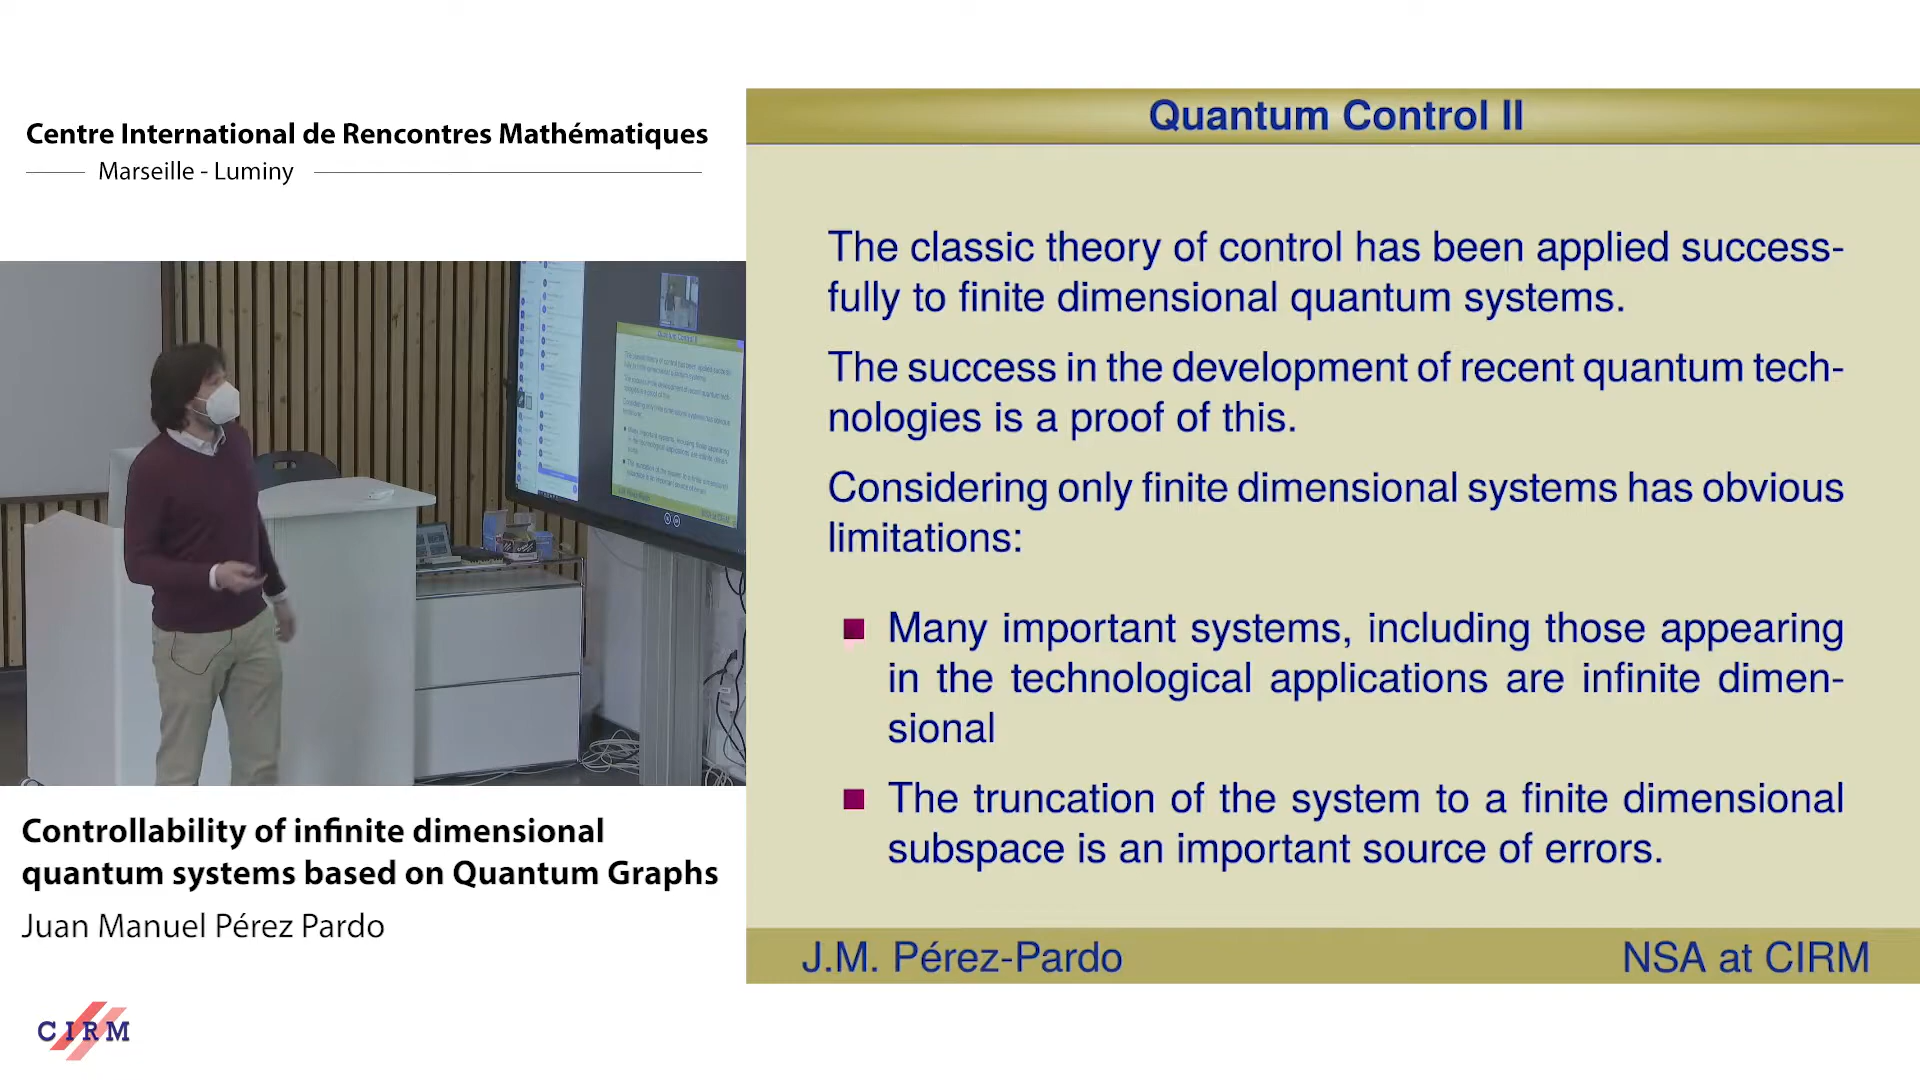 Centre International de Rencontres Mathématiques
Marseille - Luminy
Quantum Control II
The classic theory of control has been applied success-
fully to finite dimensional quantum systems.
The success in the development of recent quantum tech-
nologies is a proof of this.
Considering only finite dimensional systems has obvious
limitations:
Many important systems, including those appearing
in the technological applications are infinite dimen-
sional
The truncation of the system to a finite dimensional
subspace is an important source of errors.
J.M. Pérez-Pardo
NSA at CIRM
Controllability of infinite dimensional
quantum systems based on Quantum Graphs
Juan Manuel Pérez Pardo
CIRM